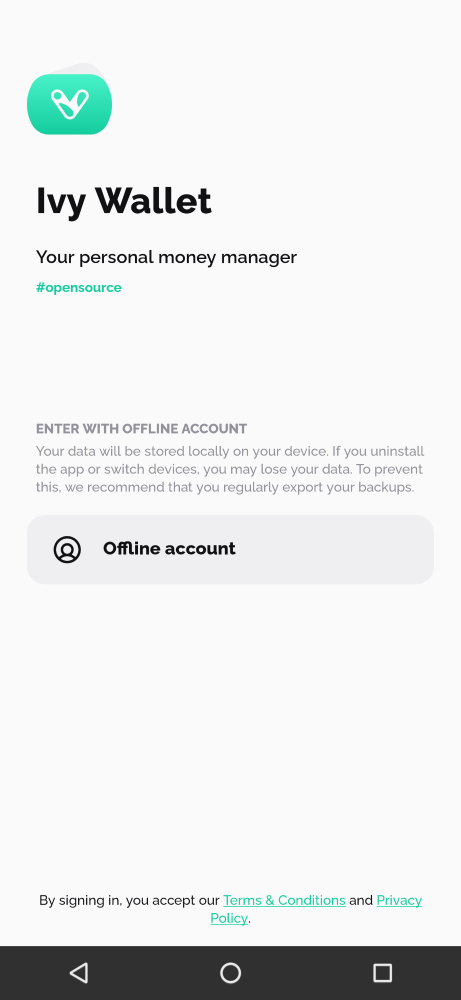 Ivy Wallet
Your personal money manager
#opensource
ENTER WITH OFFLINE ACCOUNT
Your data will be stored locally on your device. If you uninstall
the app or switch devices, you may lose your data. To prevent
this, we recommend that you regularly export your backups.
Offline account
By signing in, you accept our Terms & Conditions and Privacy
Policy.